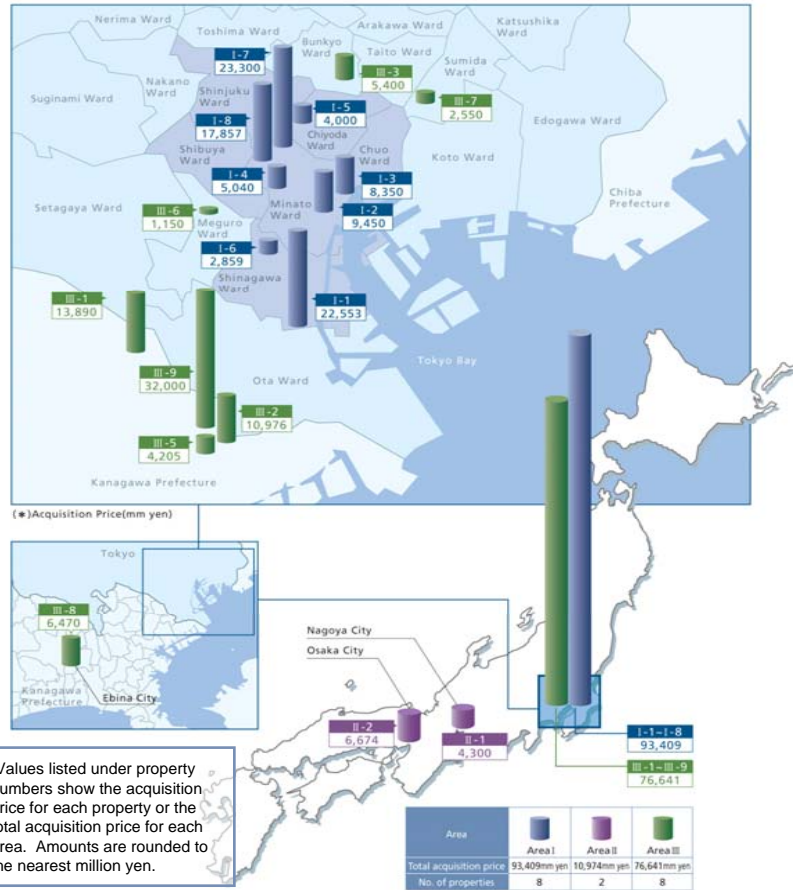 Nerima Ward
Toshima Ward
Arakawa Ward
Katsushika
Ward
Bunkyo
Ward
Taito Ward
I-7
23,300
III-3
5,400
Sumida
Ward
Nakano
Ward
Suginami Ward
Shinjuku
Ward
I-5
4,000
III-7
2,550
Edogawa Ward
I-8
17,857
Chiyoda
Ward
Shibuya
Ward
Chuo
Ward
Koto Ward
I-4
5,040
I-3
8,350
Chiba
Prefecture
Setagaya Ward
III-6
1,150
Minato
Ward
I-2
9,450
Meguro
Ward
I-6
2,859
Shinagawa
Ward
III-1
13,890
I-1
22,553
Tokyo Bay
III-9
32,000
Ota Ward
III-2
10,976
III-5
4,205
Kanagawa Prefecture
(*)Acquisition Price(mm yen)
Tokyo
III-8
6,470
Kanagawa
Prefecture
Ebina City
Nagoya City
Osaka City
II-2
6,674
II-1
4,300
I-1~I-8
93,409
III-1~III-9
76,641
Values listed under property
numbers show the acquisition
price for each property or the
total acquisition price for each
area. Amounts are rounded to
the nearest million yen.
Area Area I Area II Area III
Total acquisition price 93,409mm yen 10,974mm yen 76,641mm yen
No. of properties 8 2 8